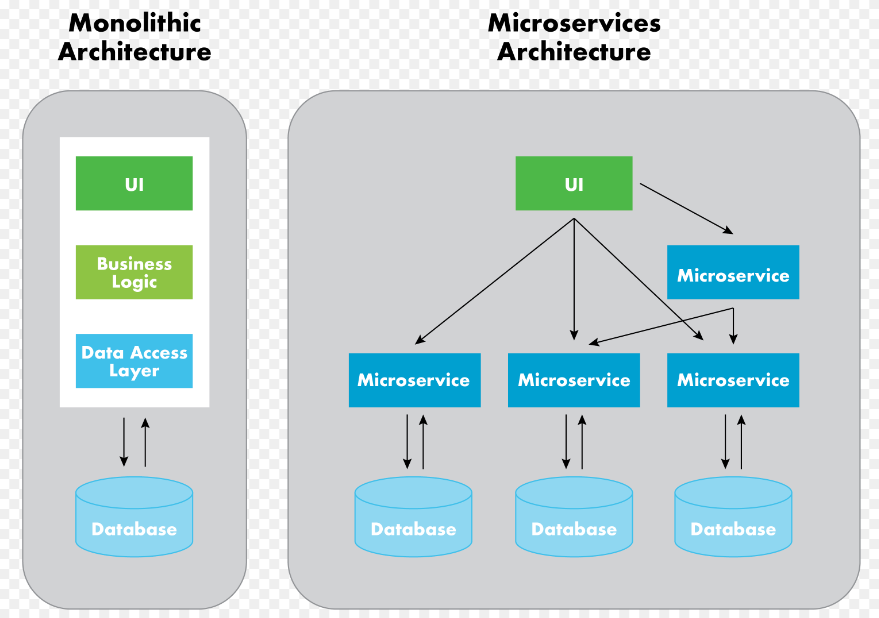 Monolithic
Architecture
UI
Business
Logic
Data Access
Layer
Database
Microservices
Architecture
UI
Microservice
Microservice
Microservice
Microservice
Database
Database
Database